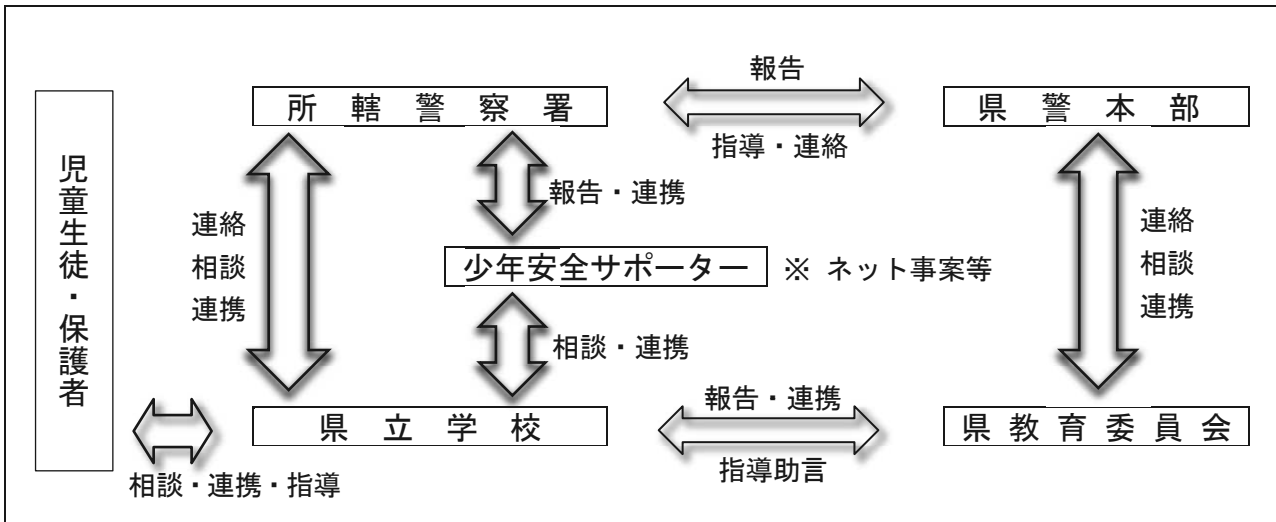 報告
所轄警察署
県警本部
指導・連絡
児童生徒・保護者
報告・連携
連絡
相談
連携
連絡
相談
連携
少年安全サポーター
※ ネット事案等
相談・連携
報告・連携
県立学校
県教育委員会
指導助言
相談・連携・指導